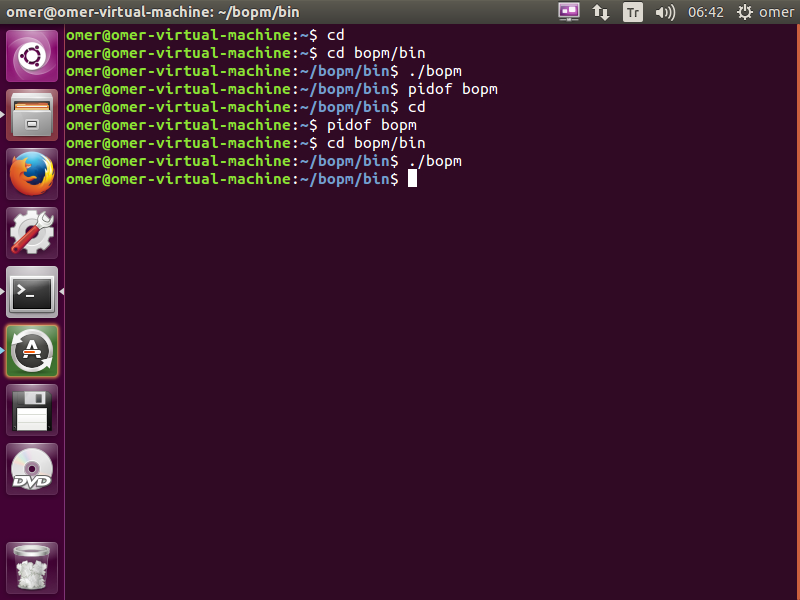 omer@omer-virtual-machine: ~/bopm/bin Tr 06:42 omer
omer@omer-virtual-machine:~$ cd
omer@omer-virtual-machine:~$ cd bopm/bin
omer@omer-virtual-machine:~/bopm/bin$ ./bopm
omer@omer-virtual-machine:~/bopm/bin$ pidof bopm
omer@omer-virtual-machine:~/bopm/bin$ cd
omer@omer-virtual-machine:~$ pidof bopm
omer@omer-virtual-machine:~$ cd bopm/bin
omer@omer-virtual-machine:~/bopm/bin$ ./bopm
omer@omer-virtual-machine:~/bopm/bin$
>_
A
DVD